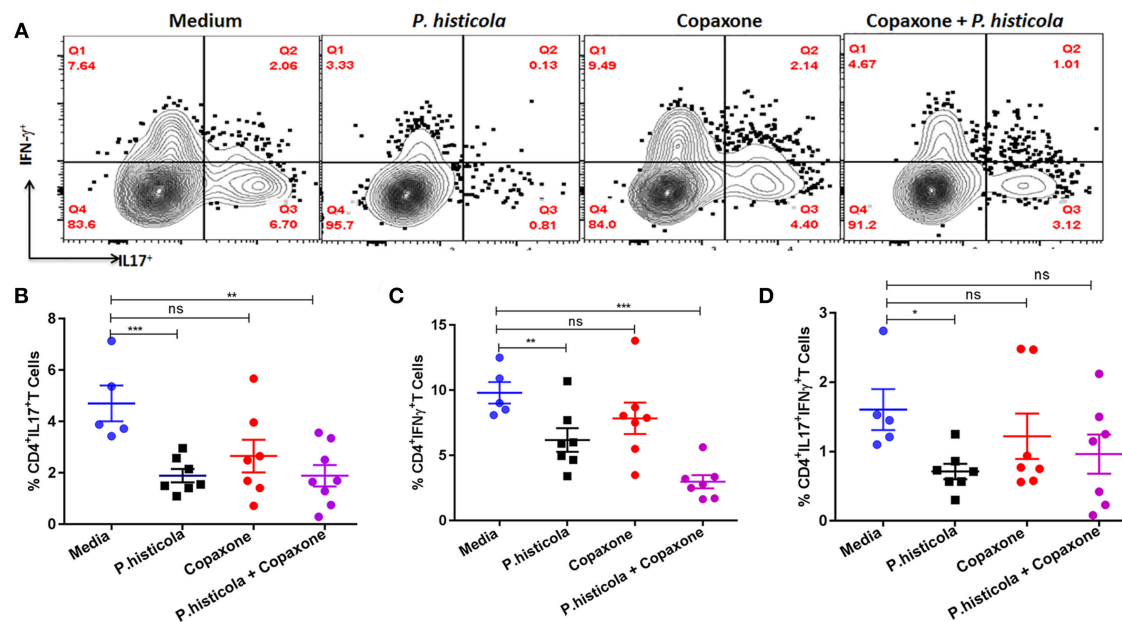 A
Medium
P. histicola
Copaxone
Copaxone + P. histicola
Q1
7.64
Q2
2.06
Q4
83.6
Q3
6.70
Q1
3.33
Q2
0.13
Q4
95.7
Q3
0.81
Q1
9.49
Q2
2.14
Q4
84.0
Q3
4.40
Q1
4.67
Q2
1.01
Q4
91.2
Q3
3.12
IFN-γ+
IL17+
B
% CD4+IL17+T Cells
8
6
4
2
0
**
ns
***
Media
P.histicola
Copaxone
P.histicola + Copaxone
C
% CD4+IFNγ+T Cells
15
10
5
0
***
ns
**
Media
P.histicola
Copaxone
P.histicola + Copaxone
D
% CD4+IL17+IFNγ+T Cells
3
2
1
0
ns
ns
*
Media
P.histicola
Copaxone
P.histicola + Copaxone